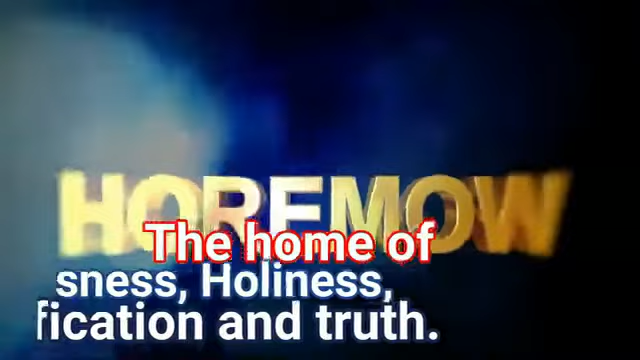 HOREMOW
The home of
sness, Holiness,
fication and truth.